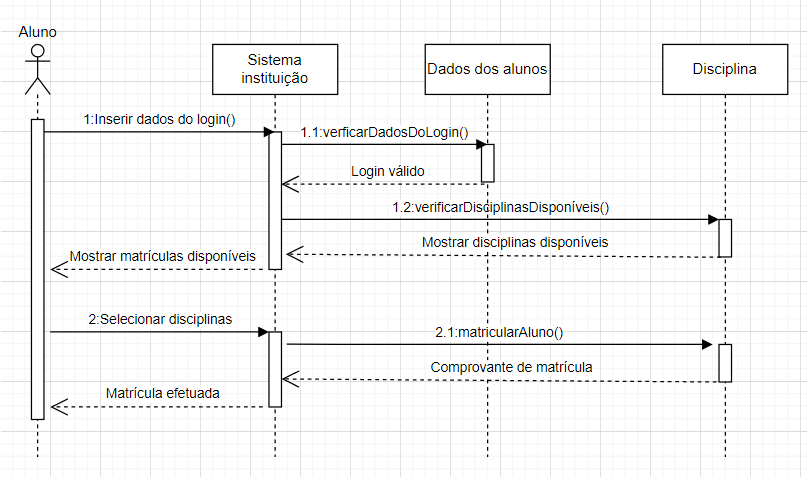 Aluno
Sistema
instituição
Dados dos alunos
Disciplina
1:Inserir dados do login()
1.1:verficarDadosDoLogin()
Login válido
1.2:verificarDisciplinasDisponíveis()
Mostrar disciplinas disponíveis
Mostrar matrículas disponíveis
2:Selecionar disciplinas
2.1:matricularAluno()
Comprovante de matrícula
Matrícula efetuada